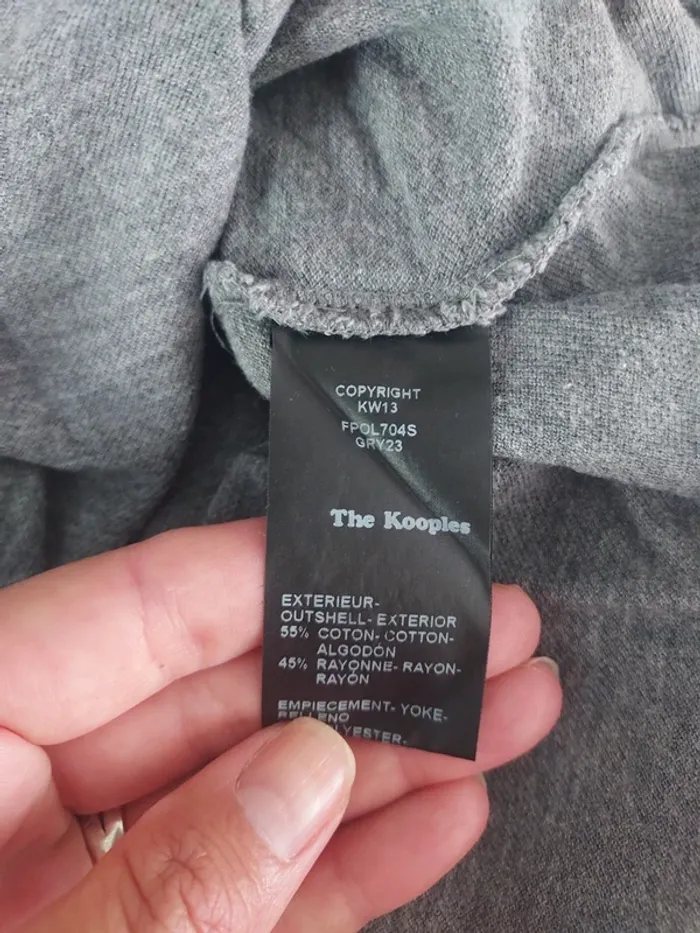 COPYRIGHT
KW13
FPOL704S
GRY23
The Kooples
EXTERIEUR-
OUTSHELL-EXTERIOR
55% COTON-COTTON-
ALGODÓN
45% RAYONNE-RAYON-
RAYÓN
EMPIECEMENT-YOKE-
RELLENO